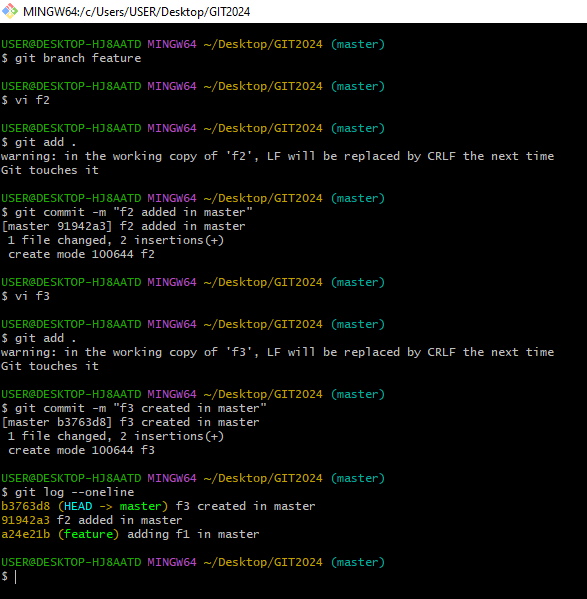 MINGW64:/c/Users/USER/Desktop/GIT2024
USER@DESKTOP-HJ8AATD MINGW64 ~/Desktop/GIT2024 (master)
$ git branch feature
USER@DESKTOP-HJ8AATD MINGW64 ~/Desktop/GIT2024 (master)
$ vi f2
USER@DESKTOP-HJ8AATD MINGW64 ~/Desktop/GIT2024 (master)
$ git add .
warning: in the working copy of 'f2', LF will be replaced by CRLF the next time
Git touches it
USER@DESKTOP-HJ8AATD MINGW64 ~/Desktop/GIT2024 (master)
$ git commit -m "f2 added in master"
[master 91942a3] f2 added in master
1 file changed, 2 insertions(+)
create mode 100644 f2
USER@DESKTOP-HJ8AATD MINGW64 ~/Desktop/GIT2024 (master)
$ vi f3
USER@DESKTOP-HJ8AATD MINGW64 ~/Desktop/GIT2024 (master)
$ git add .
warning: in the working copy of 'f3', LF will be replaced by CRLF the next time
Git touches it
USER@DESKTOP-HJ8AATD MINGW64 ~/Desktop/GIT2024 (master)
$ git commit -m "f3 created in master"
[master b3763d8] f3 created in master
1 file changed, 2 insertions(+)
create mode 100644 f3
USER@DESKTOP-HJ8AATD MINGW64 ~/Desktop/GIT2024 (master)
$ git log --oneline
b3763d8 (HEAD -> master) f3 created in master
91942a3 f2 added in master
a24e21b (feature) adding f1 in master
USER@DESKTOP-HJ8AATD MINGW64 ~/Desktop/GIT2024 (master)
$